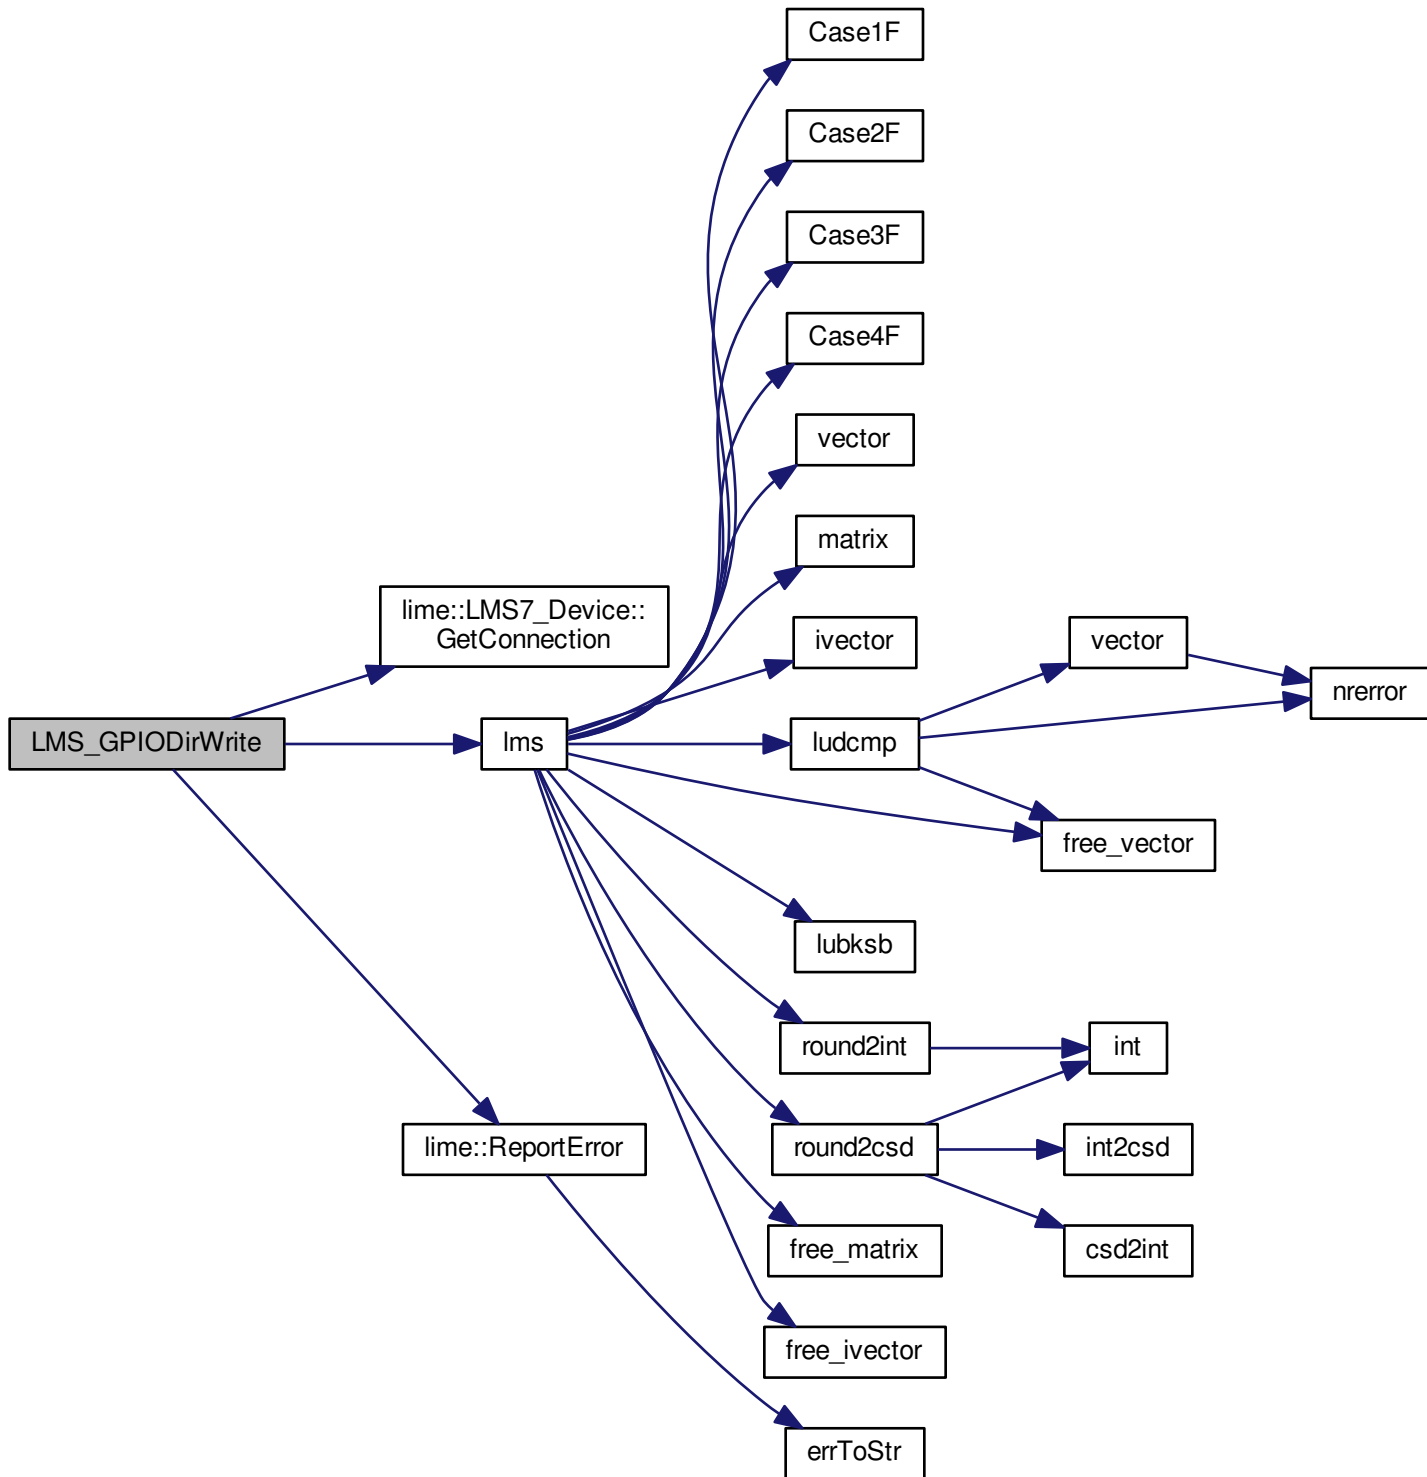 Case1F
Case2F
Case3F
Case4F
vector
matrix
lime::LMS7_Device::
GetConnection
ivector
vector
nrerror
LMS_GPIODirWrite
lms
ludcmp
free_vector
lubksb
round2int
int
lime::ReportError
round2csd
int2csd
free_matrix
csd2int
free_ivector
errToStr